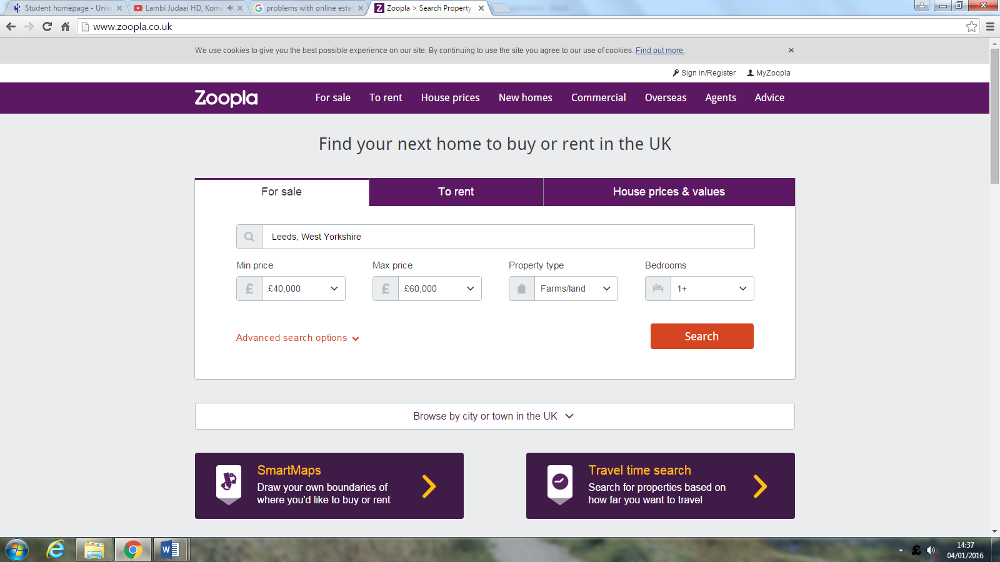 Student homepage - Univ
Lambi Judaai HD, Koma
problems with online esta
Zoopla > Search Property
www.zoopla.co.uk
We use cookies to give you the best possible experience on our site. By continuing to use the site you agree to our use of cookies. Find out more.
Sign in/Register MyZoopla
Zoopla For sale To rent House prices New homes Commercial Overseas Agents Advice
Find your next home to buy or rent in the UK
For sale To rent House prices & values
Leeds, West Yorkshire
Min price Max price Property type Bedrooms
£ £40,000 £ £60,000 Farms/land 1+
Advanced search options Search
Browse by city or town in the UK
SmartMaps
Draw your own boundaries of
where you'd like to buy or rent
Travel time search
Search for properties based on
how far you want to travel
14:37
04/01/2016